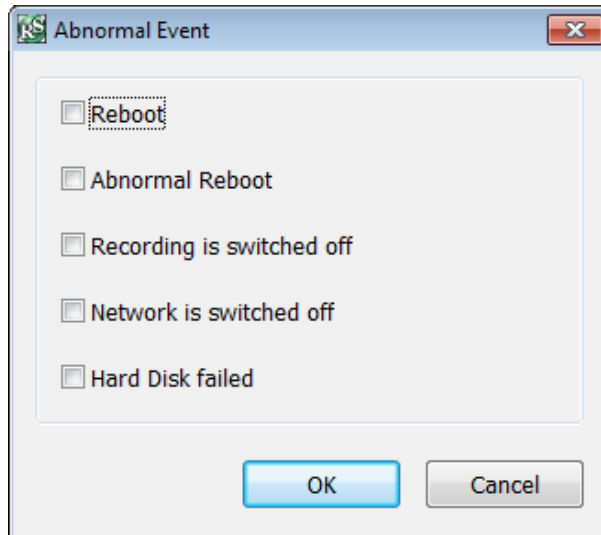 RS Abnormal Event
Reboot
Abnormal Reboot
Recording is switched off
Network is switched off
Hard Disk failed
OK Cancel